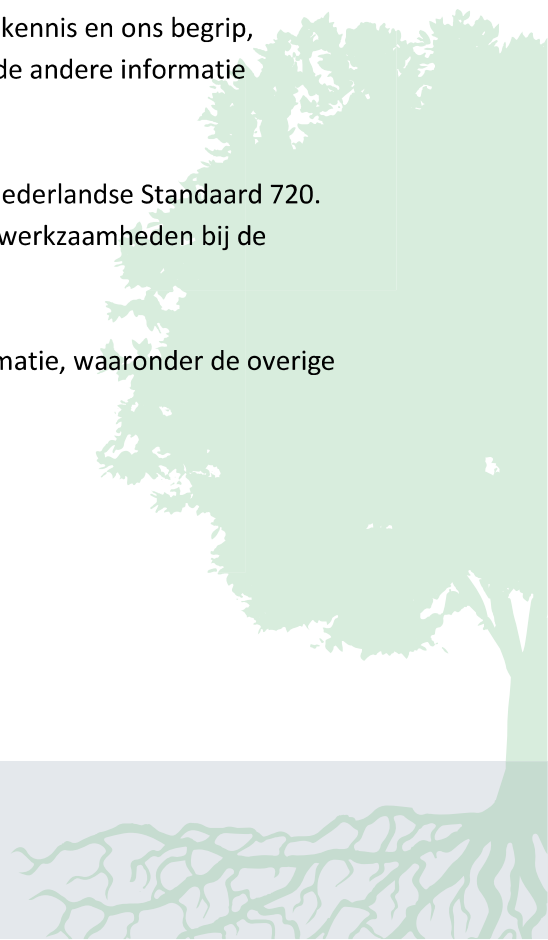 kennis en ons begrip,
de andere informatie
ederlandse Standaard 720.
werkzaamheden bij de
matie, waaronder de overige